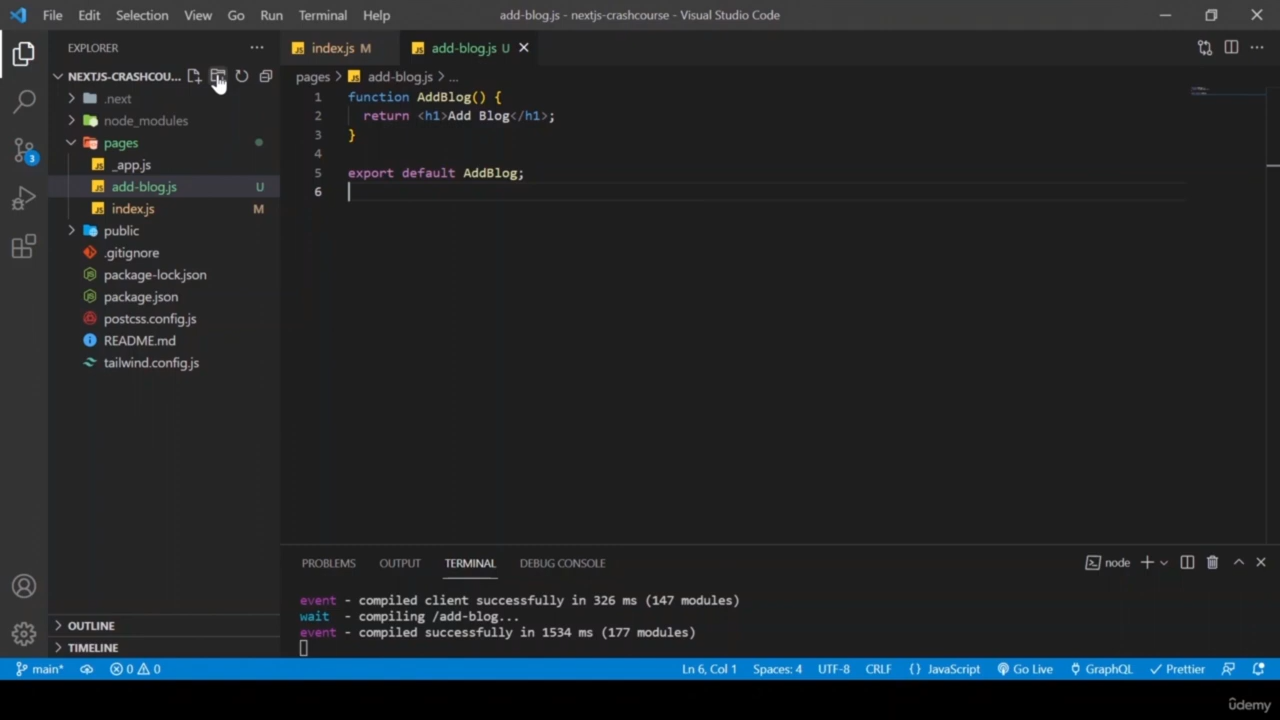 File Edit Selection View Go Run Terminal Help
add-blog.js - nextjs-crashcourse - Visual Studio Code
EXPLORER
NEXTJS-CRASHCOU...
.next
node_modules
pages
_app.js
add-blog.js U
index.js M
public
.gitignore
package-lock.json
package.json
postcss.config.js
README.md
tailwind.config.js
OUTLINE
TIMELINE
3
index.js M
add-blog.js U
pages > add-blog.js > ...
1 function AddBlog() {
2 return <h1>Add Blog</h1>;
3 }
4
5 export default AddBlog;
6
PROBLEMS OUTPUT TERMINAL DEBUG CONSOLE
node
event - compiled client successfully in 326 ms (147 modules)
wait - compiling /add-blog...
event - compiled successfully in 1534 ms (177 modules)
main* 0 0 Ln 6, Col 1 Spaces: 4 UTF-8 CRLF {} JavaScript Go Live GraphQL Prettier
ûdemy